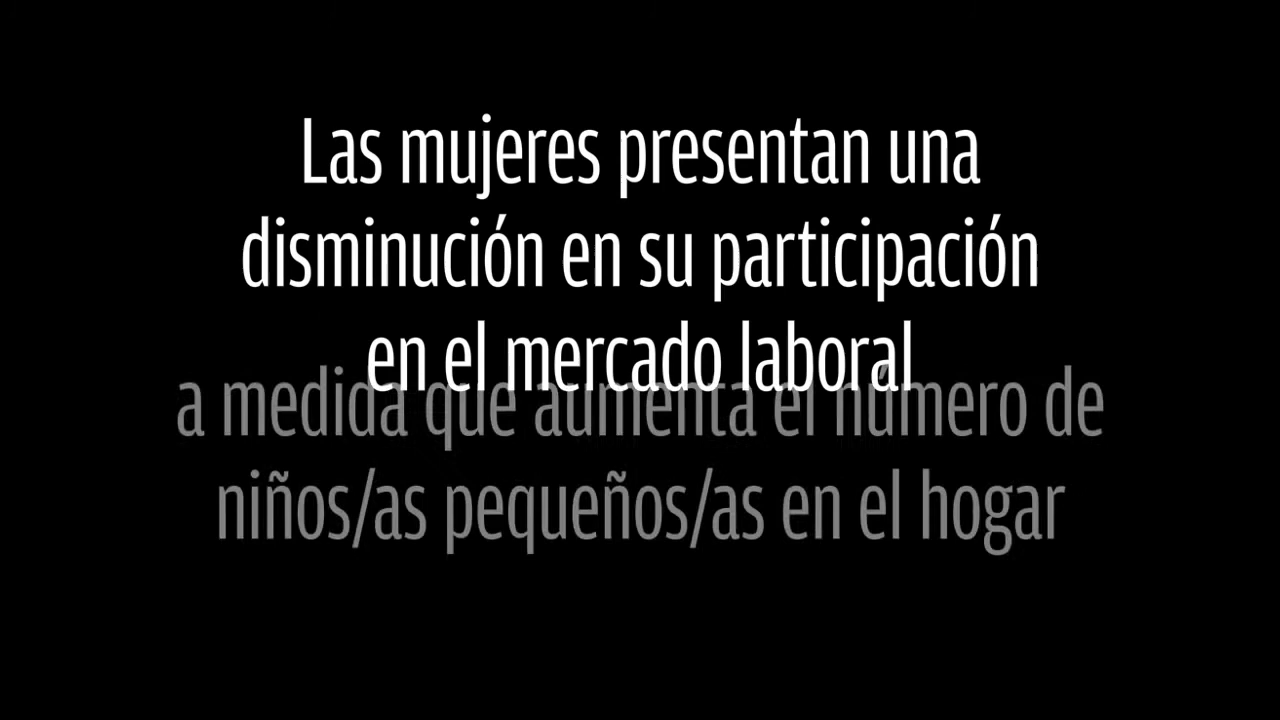 Las mujeres presentan una
disminución en su participación
en el mercado laboral
a medida que aumenta el número de
niños/as pequeños/as en el hogar